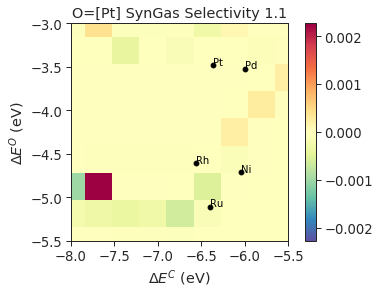 O=[Pt] SynGas Selectivity 1.1
−3.0
−3.5
−4.0
−4.5
−5.0
−5.5
ΔE^O (eV)
Pt
Pd
Rh
Ni
Ru
−8.0 −7.5 −7.0 −6.5 −6.0 −5.5
ΔE^C (eV)
0.002
0.001
0.000
−0.001
−0.002